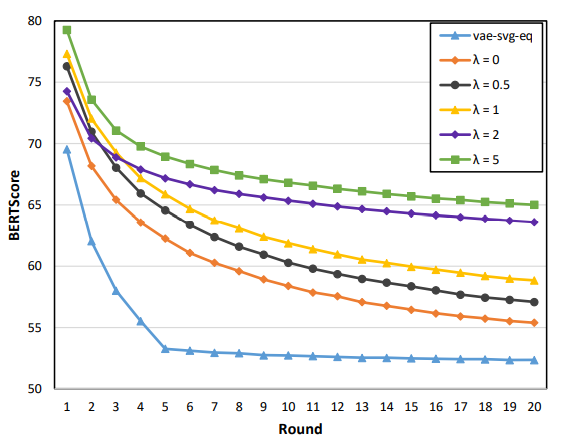 80
75
70
65
60
55
50
BERTScore
vae-svg-eq
λ = 0
λ = 0.5
λ = 1
λ = 2
λ = 5
1 2 3 4 5 6 7 8 9 10 11 12 13 14 15 16 17 18 19 20
Round